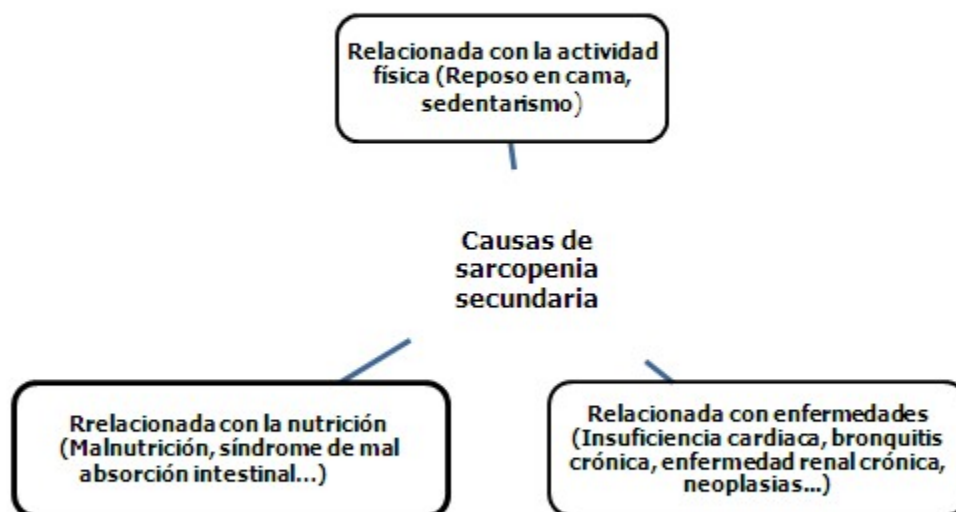 Relacionada con la actividad
física (Reposo en cama,
sedentarismo)
Causas de
sarcopenia
secundaria
Rrelacionada con la nutrición
(Malnutrición, síndrome de mal
absorción intestinal...)
Relacionada con enfermedades
(Insuficiencia cardiaca, bronquitis
crónica, enfermedad renal crónica,
neoplasias...)